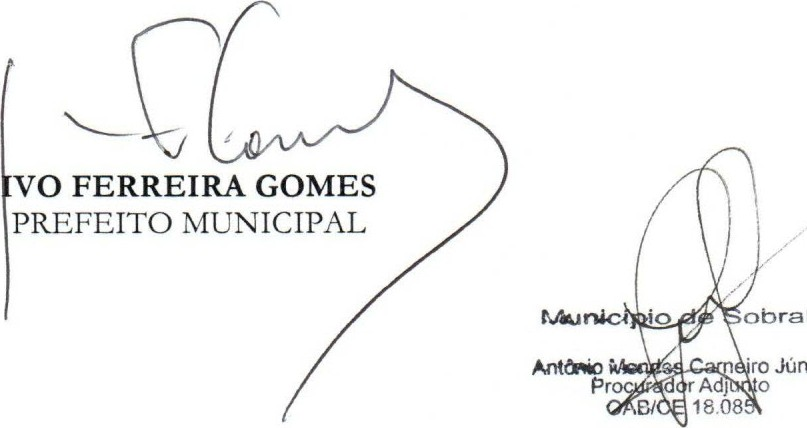 IVO FERREIRA GOMES
PREFEITO MUNICIPAL
Município de Sobral
Antônio Mendes Carneiro Jún
Procurador Adjunto
OAB/CE 18.085